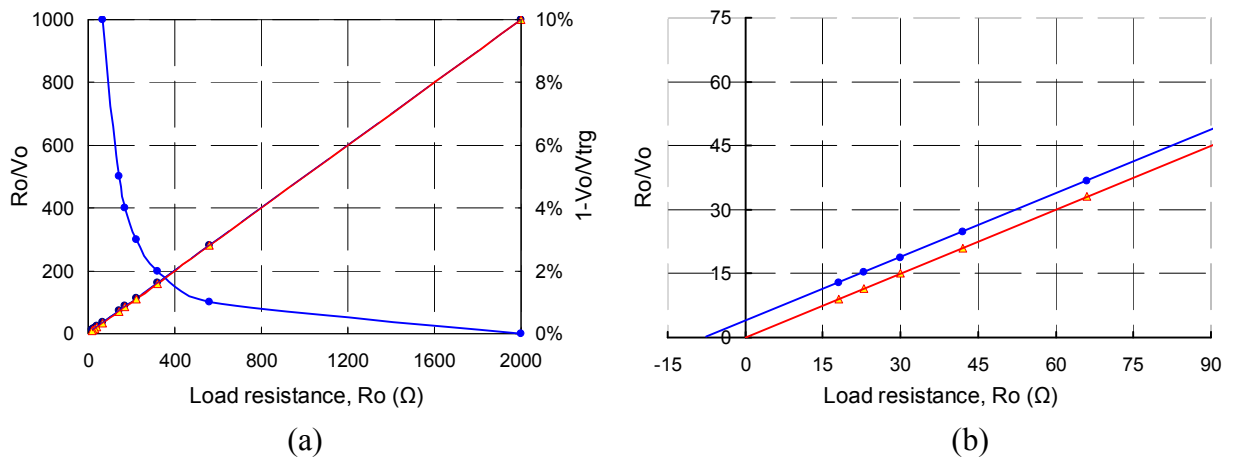 1000
800
600
400
200
0
Ro/Vo
10%
8%
6%
4%
2%
0%
1-Vo/Vtrg
0 400 800 1200 1600 2000
Load resistance, Ro (Ω)
(a)
75
60
45
30
15
0
Ro/Vo
-15 0 15 30 45 60 75 90
Load resistance, Ro (Ω)
(b)